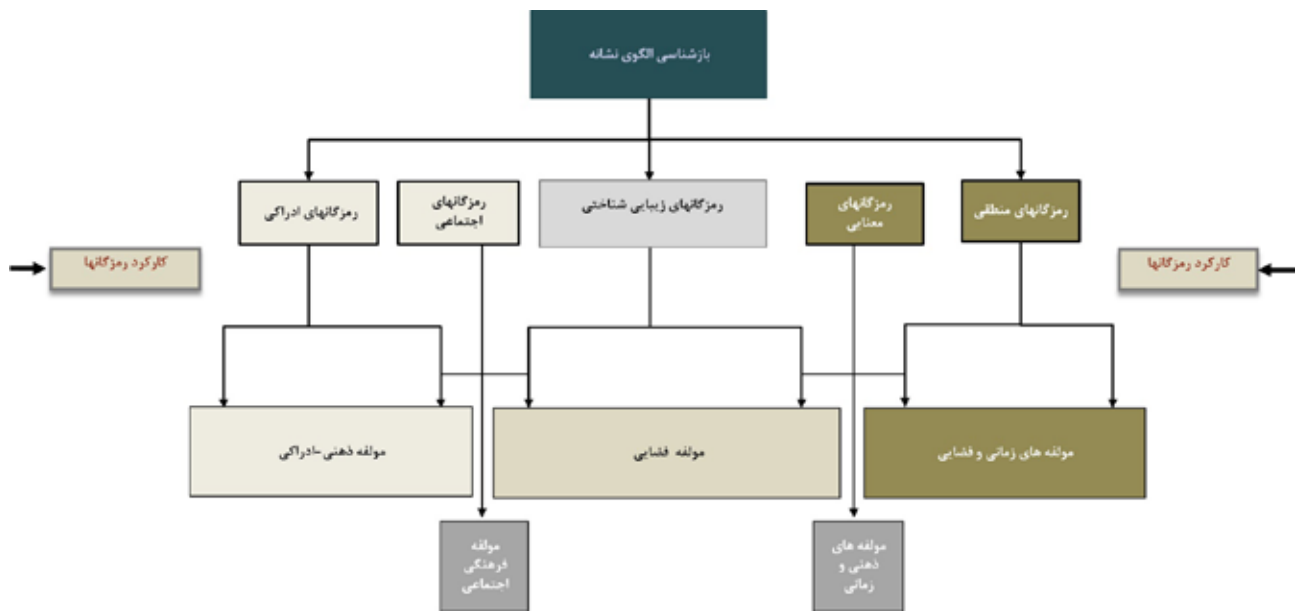 بازشناسی الگوی نشانه
رمزگانهای منطقی
رمزگانهای
معنایی
رمزگانهای زیبایی شناختی
رمزگانهای
اجتماعی
رمزگانهای ادراکی
کارکرد رمزگانها
کارکرد رمزگانها
مولفه های زمانی و فضایی
مولفه فضایی
مولفه ذهنی-ادراکی
مولفه های
ذهنی و
زمانی
مولفه
فرهنگی
اجتماعی